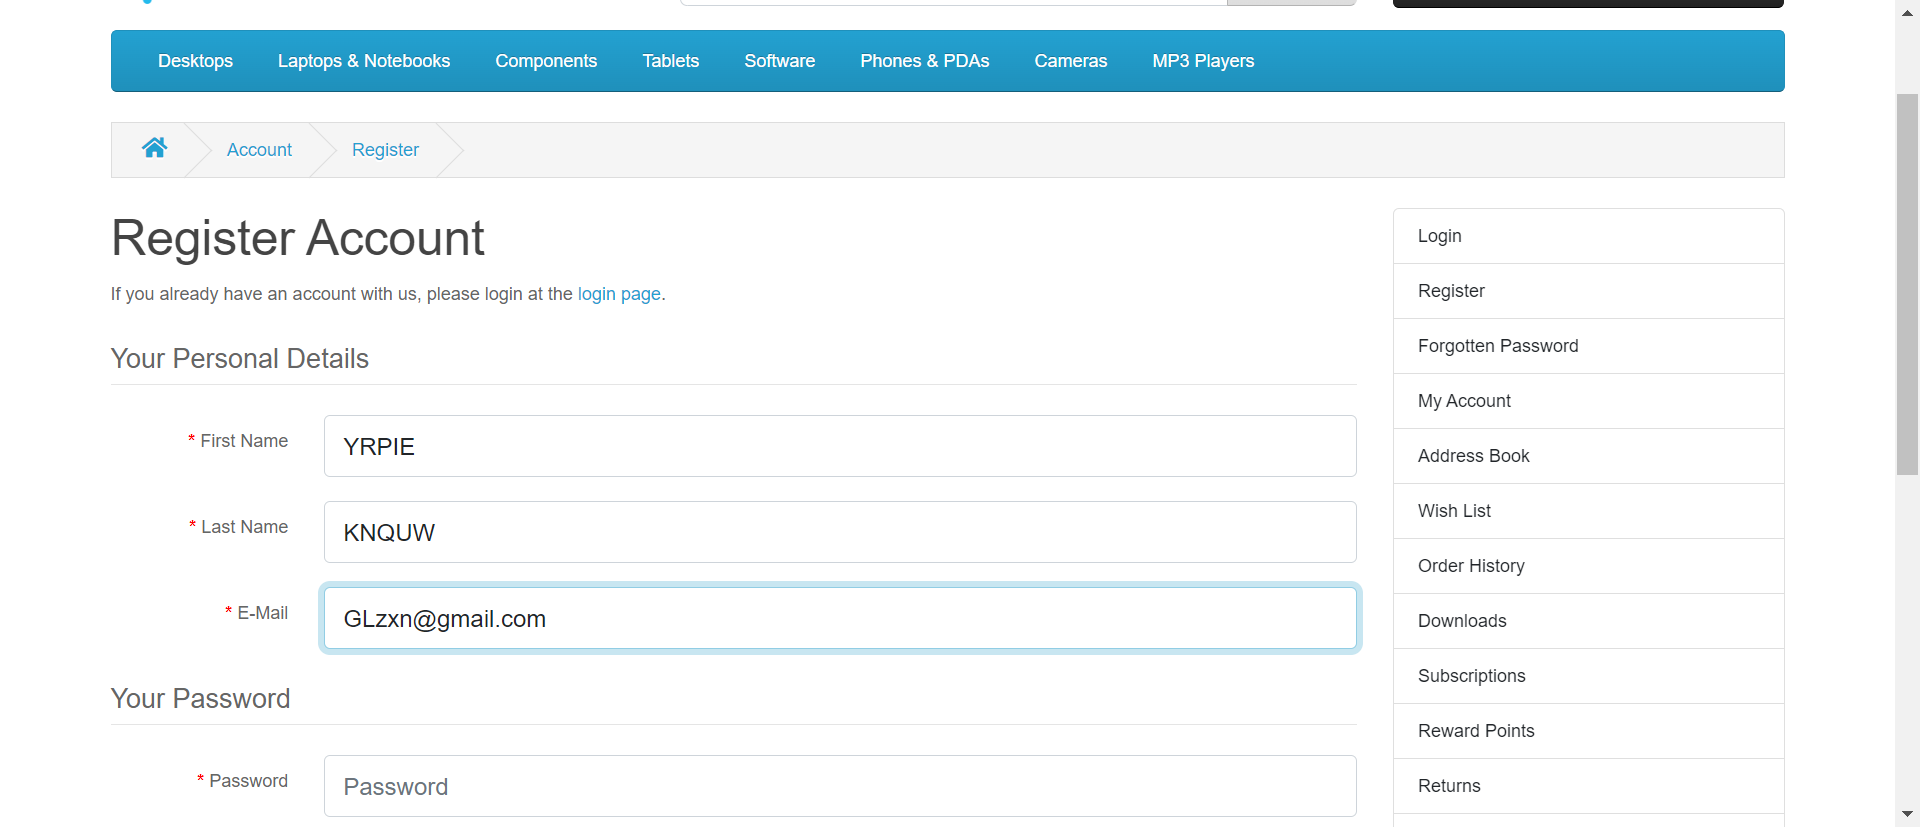 Desktops Laptops & Notebooks Components Tablets Software Phones & PDAs Cameras MP3 Players
Account Register
Register Account
If you already have an account with us, please login at the login page.
Your Personal Details
* First Name YRPIE
* Last Name KNQUW
* E-Mail GLzxn@gmail.com
Your Password
* Password Password
Login
Register
Forgotten Password
My Account
Address Book
Wish List
Order History
Downloads
Subscriptions
Reward Points
Returns